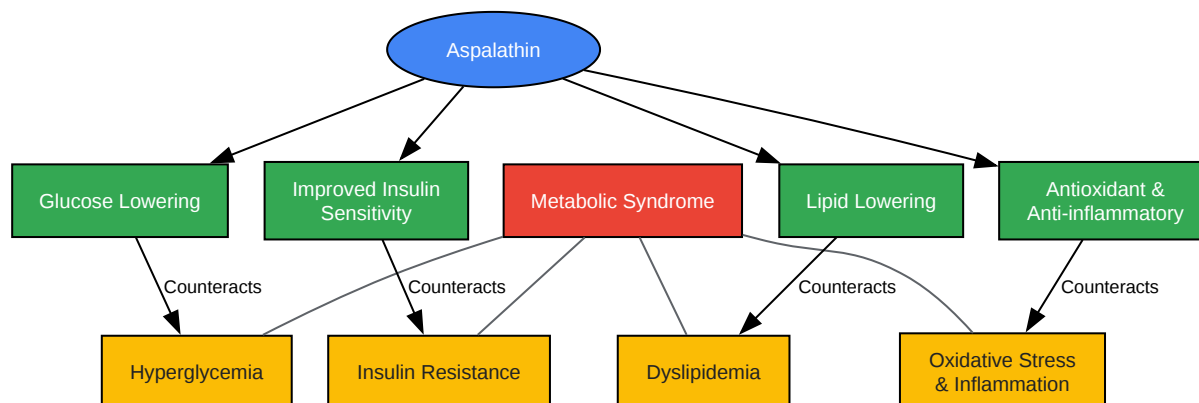 Aspalathin
Glucose Lowering
Improved Insulin
Sensitivity
Metabolic Syndrome
Lipid Lowering
Antioxidant &
Anti-inflammatory
Counteracts
Counteracts
Counteracts
Counteracts
Hyperglycemia
Insulin Resistance
Dyslipidemia
Oxidative Stress
& Inflammation